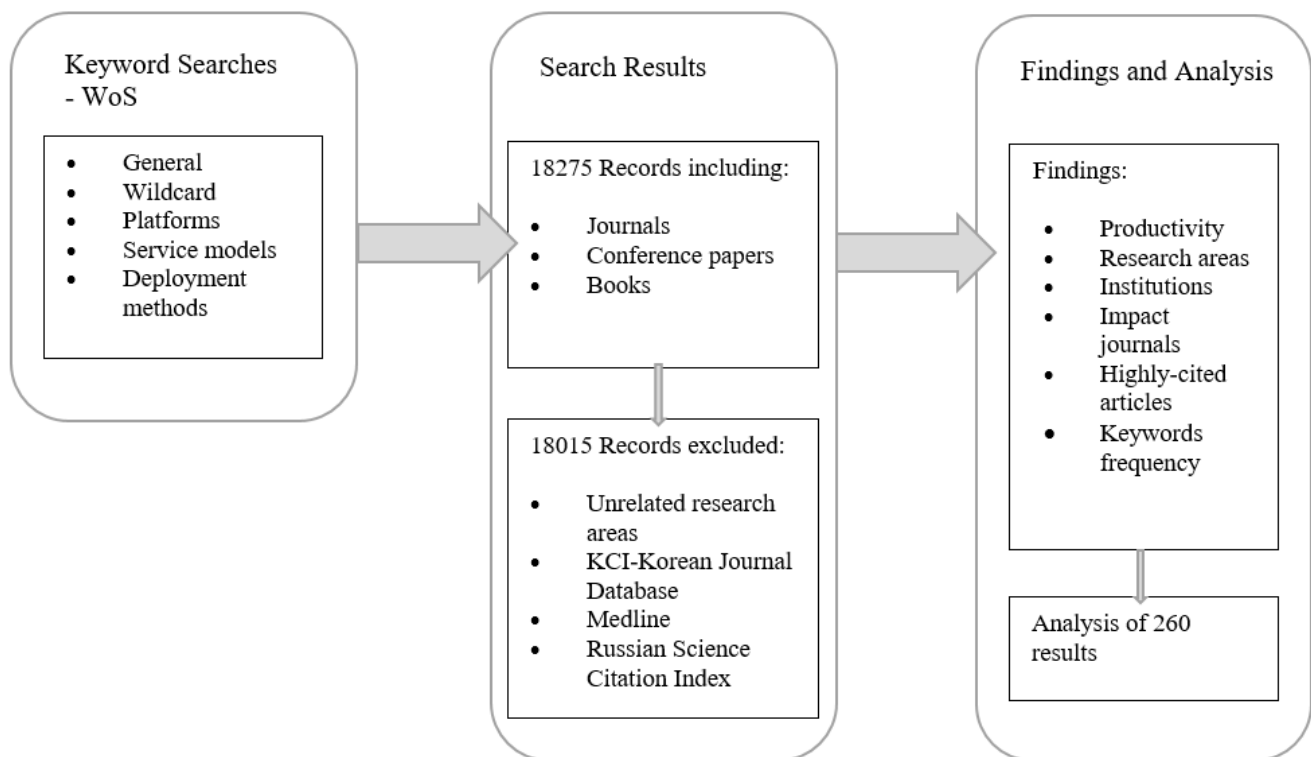 Keyword Searches
- WoS
• General
• Wildcard
• Platforms
• Service models
• Deployment
methods
Search Results
18275 Records including:
• Journals
• Conference papers
• Books
18015 Records excluded:
• Unrelated research
areas
• KCI-Korean Journal
Database
• Medline
• Russian Science
Citation Index
Findings and Analysis
Findings:
• Productivity
• Research areas
• Institutions
• Impact
journals
• Highly-cited
articles
• Keywords
frequency
Analysis of 260
results